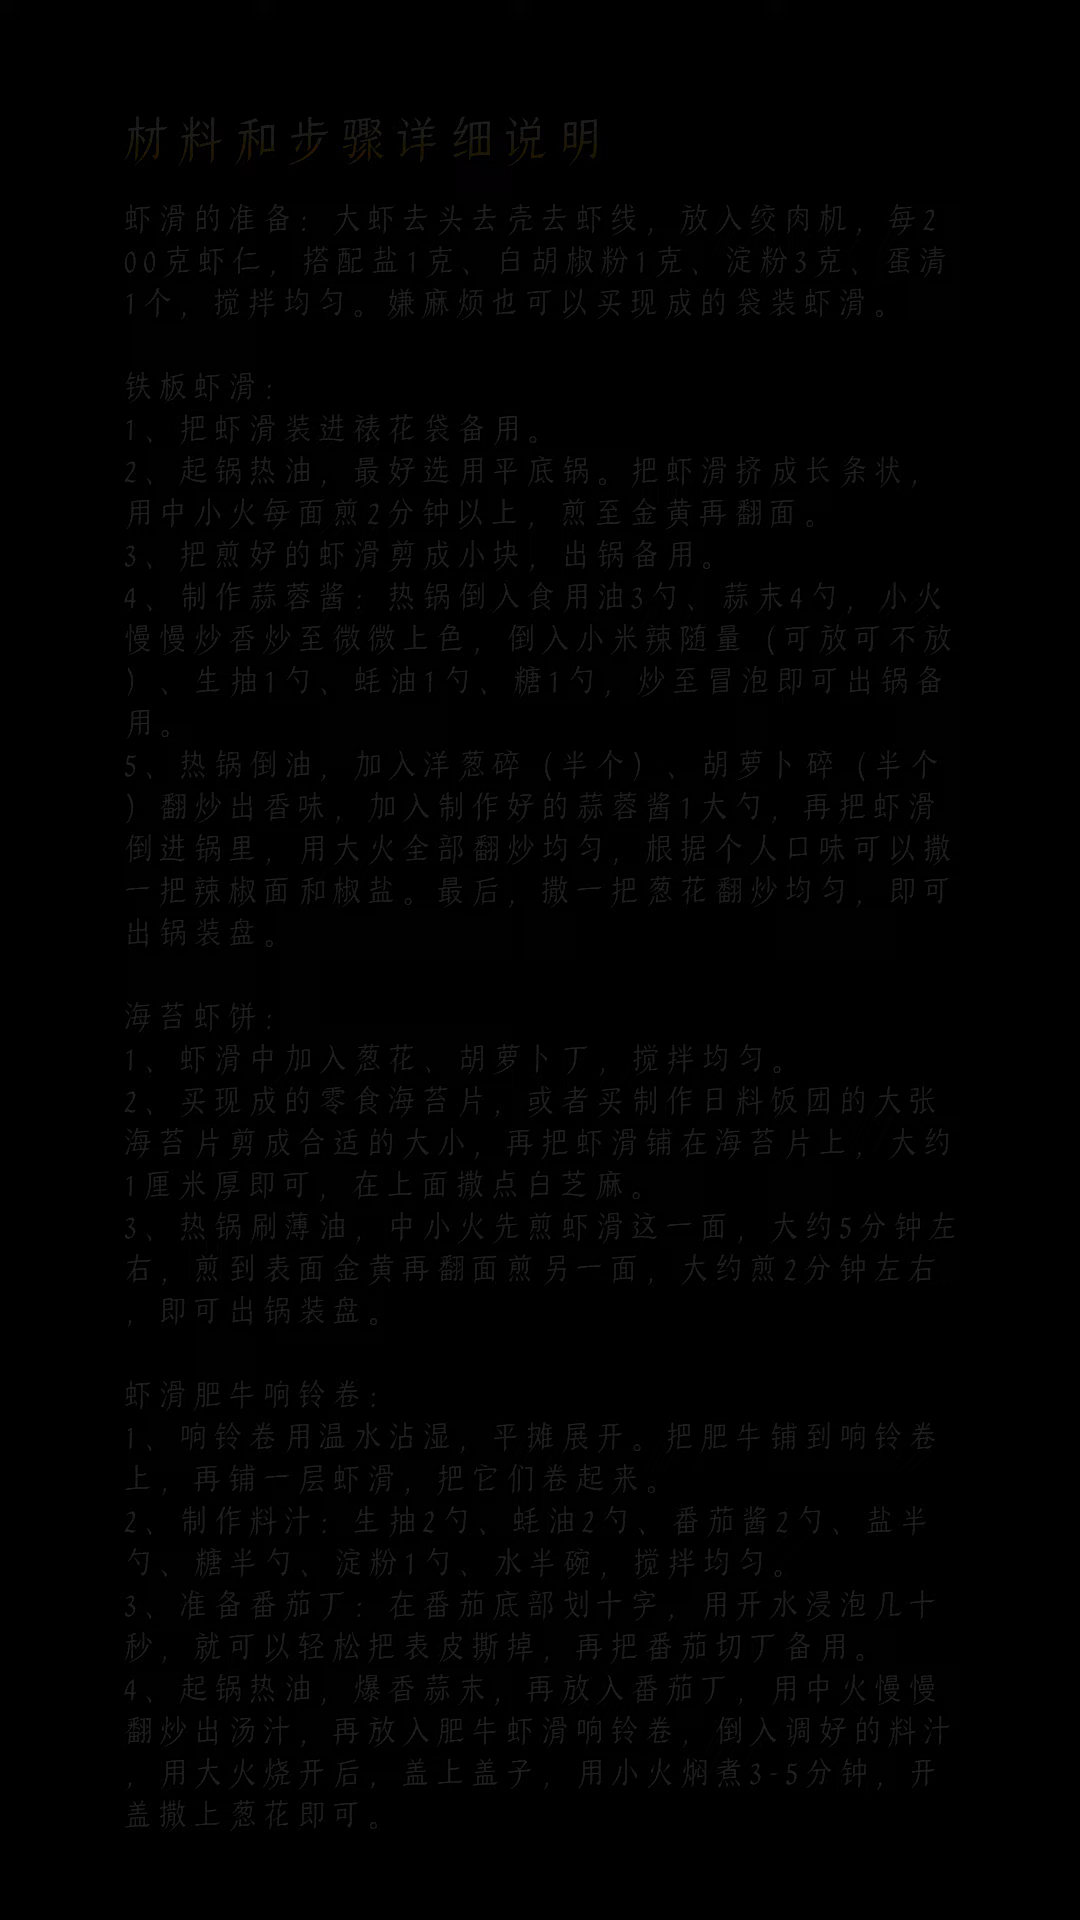 材料和步骤详细说明
虾滑的准备：大虾去头去壳去虾线，放入绞肉机，每2
00克虾仁，搭配盐1克、白胡椒粉1克、淀粉3克、蛋清
1个，搅拌均匀。嫌麻烦也可以买现成的袋装虾滑。
铁板虾滑：
1、把虾滑装进裱花袋备用。
2、起锅热油，最好选用平底锅。把虾滑挤成长条状，
用中小火每面煎2分钟以上，煎至金黄再翻面。
3、把煎好的虾滑剪成小块，出锅备用。
4、制作蒜蓉酱：热锅倒入食用油3勺、蒜末4勺，小火
慢慢炒香炒至微微上色，倒入小米辣随量（可放可不放
）、生抽1勺、蚝油1勺、糖1勺，炒至冒泡即可出锅备
用。
5、热锅倒油，加入洋葱碎（半个）、胡萝卜碎（半个
）翻炒出香味，加入制作好的蒜蓉酱1大勺，再把虾滑
倒进锅里，用大火全部翻炒均匀，根据个人口味可以撒
一把辣椒面和椒盐。最后，撒一把葱花翻炒均匀，即可
出锅装盘。
海苔虾饼：
1、虾滑中加入葱花、胡萝卜丁，搅拌均匀。
2、买现成的零食海苔片，或者买制作日料饭团的大张
海苔片剪成合适的大小，再把虾滑铺在海苔片上，大约
1厘米厚即可，在上面撒点白芝麻。
3、热锅刷薄油，中小火先煎虾滑这一面，大约5分钟左
右，煎到表面金黄再翻面煎另一面，大约煎2分钟左右
，即可出锅装盘。
虾滑肥牛响铃卷：
1、响铃卷用温水沾湿，平摊展开。把肥牛铺到响铃卷
上，再铺一层虾滑，把它们卷起来。
2、制作料汁：生抽2勺、蚝油2勺、番茄酱2勺、盐半
勺、糖半勺、淀粉1勺、水半碗，搅拌均匀。
3、准备番茄丁：在番茄底部划十字，用开水浸泡几十
秒，就可以轻松把表皮撕掉，再把番茄切丁备用。
4、起锅热油，爆香蒜末，再放入番茄丁，用中火慢慢
翻炒出汤汁，再放入肥牛虾滑响铃卷，倒入调好的料汁
，用大火烧开后，盖上盖子，用小火焖煮3-5分钟，开
盖撒上葱花即可。